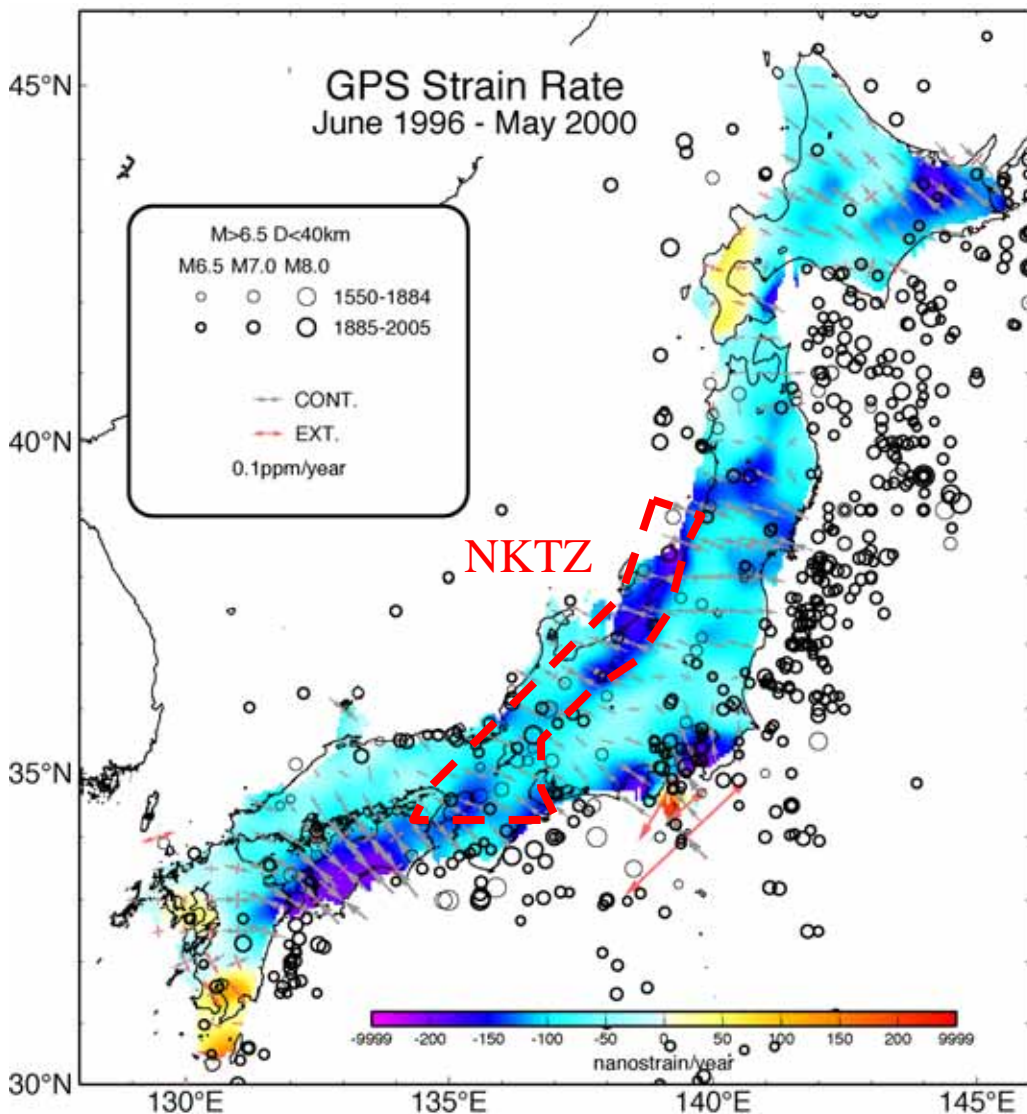 GPS Strain Rate
June 1996 - May 2000
M>6.5 D<40km
M6.5 M7.0 M8.0
1550-1884
1885-2005
CONT.
EXT.
0.1ppm/year
NKTZ
45°N
40°N
35°N
30°N
-9999 -200 -150 -100 -50 0 50 100 150 200 9999
nanostrain/year
130°E 135°E 140°E 145°E